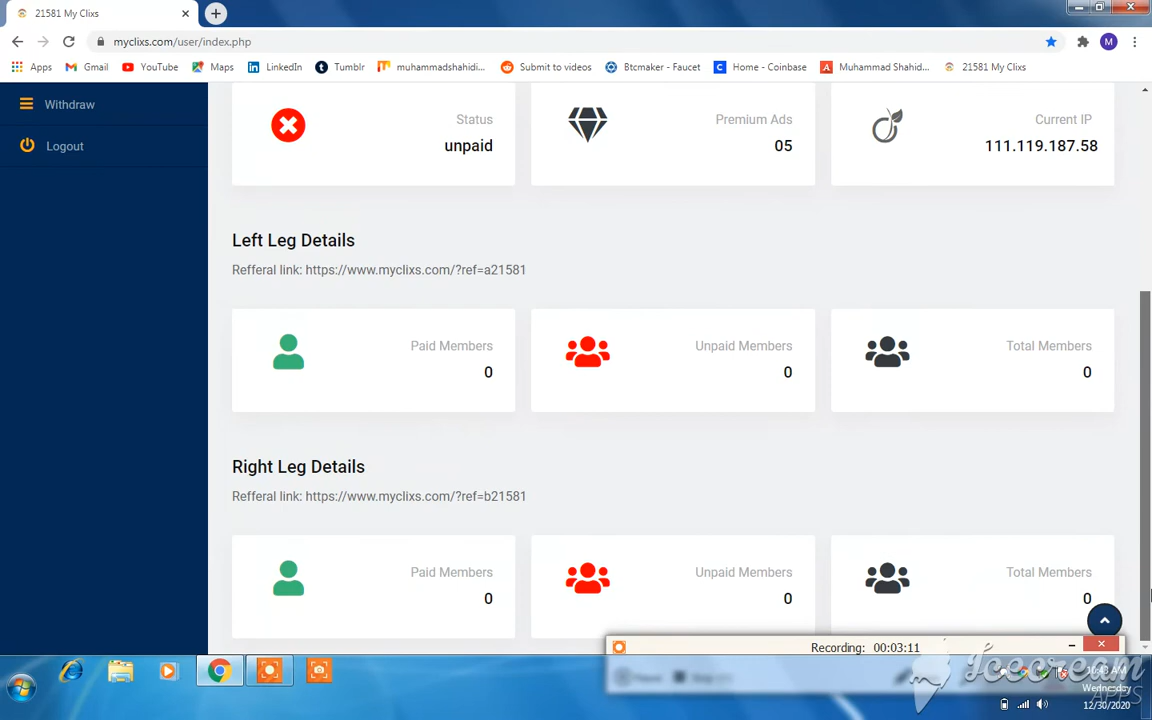 21581 My Clixs
myclixs.com/user/index.php
M
Apps Gmail YouTube Maps LinkedIn Tumblr muhammadshahidi... Submit to videos Btcmaker - Faucet Home - Coinbase Muhammad Shahid... 21581 My Clixs
Withdraw
Logout
Status
unpaid
Premium Ads
05
Current IP
111.119.187.58
Left Leg Details
Refferal link: https://www.myclixs.com/?ref=a21581
Paid Members
0
Unpaid Members
0
Total Members
0
Right Leg Details
Refferal link: https://www.myclixs.com/?ref=b21581
Paid Members
0
Unpaid Members
0
Total Members
0
Recording: 00:03:11
Icecream
APPS
10:43 AM
Wednesday
12/30/2020